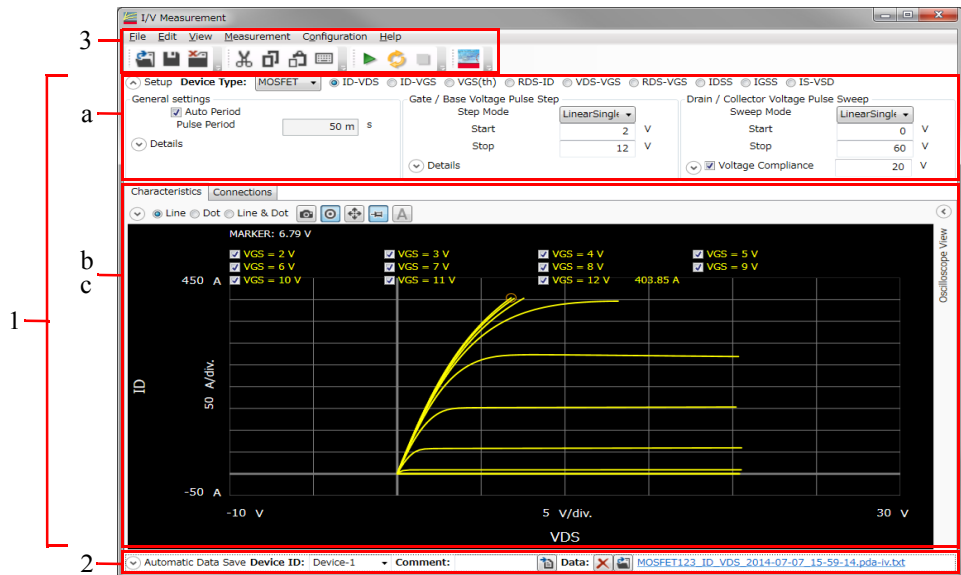 I/V Measurement
3
File Edit View Measurement Configuration Help
1
a
Setup Device Type: MOSFET ID-VDS ID-VGS VGS(th) RDS-ID VDS-VGS RDS-VGS IDSS IGSS IS-VSD
General settings
Auto Period
Pulse Period 50 m s
Details
Gate / Base Voltage Pulse Step
Step Mode LinearSingle
Start 2 V
Stop 12 V
Details
Drain / Collector Voltage Pulse Sweep
Sweep Mode LinearSingle
Start 0 V
Stop 60 V
Voltage Compliance 20 V
b
c
Characteristics Connections
Line Dot Line & Dot A
Oscilloscope View
MARKER: 6.79 V
VGS = 2 V VGS = 3 V VGS = 4 V VGS = 5 V
VGS = 6 V VGS = 7 V VGS = 8 V VGS = 9 V
VGS = 10 V VGS = 11 V VGS = 12 V 403.85 A
450 A
ID
50 A/div.
-50 A
-10 V 5 V/div. 30 V
VDS
2
Automatic Data Save Device ID: Device-1 Comment: Data: MOSFET123_ID_VDS_2014-07-07_15-59-14.pda-iv.txt